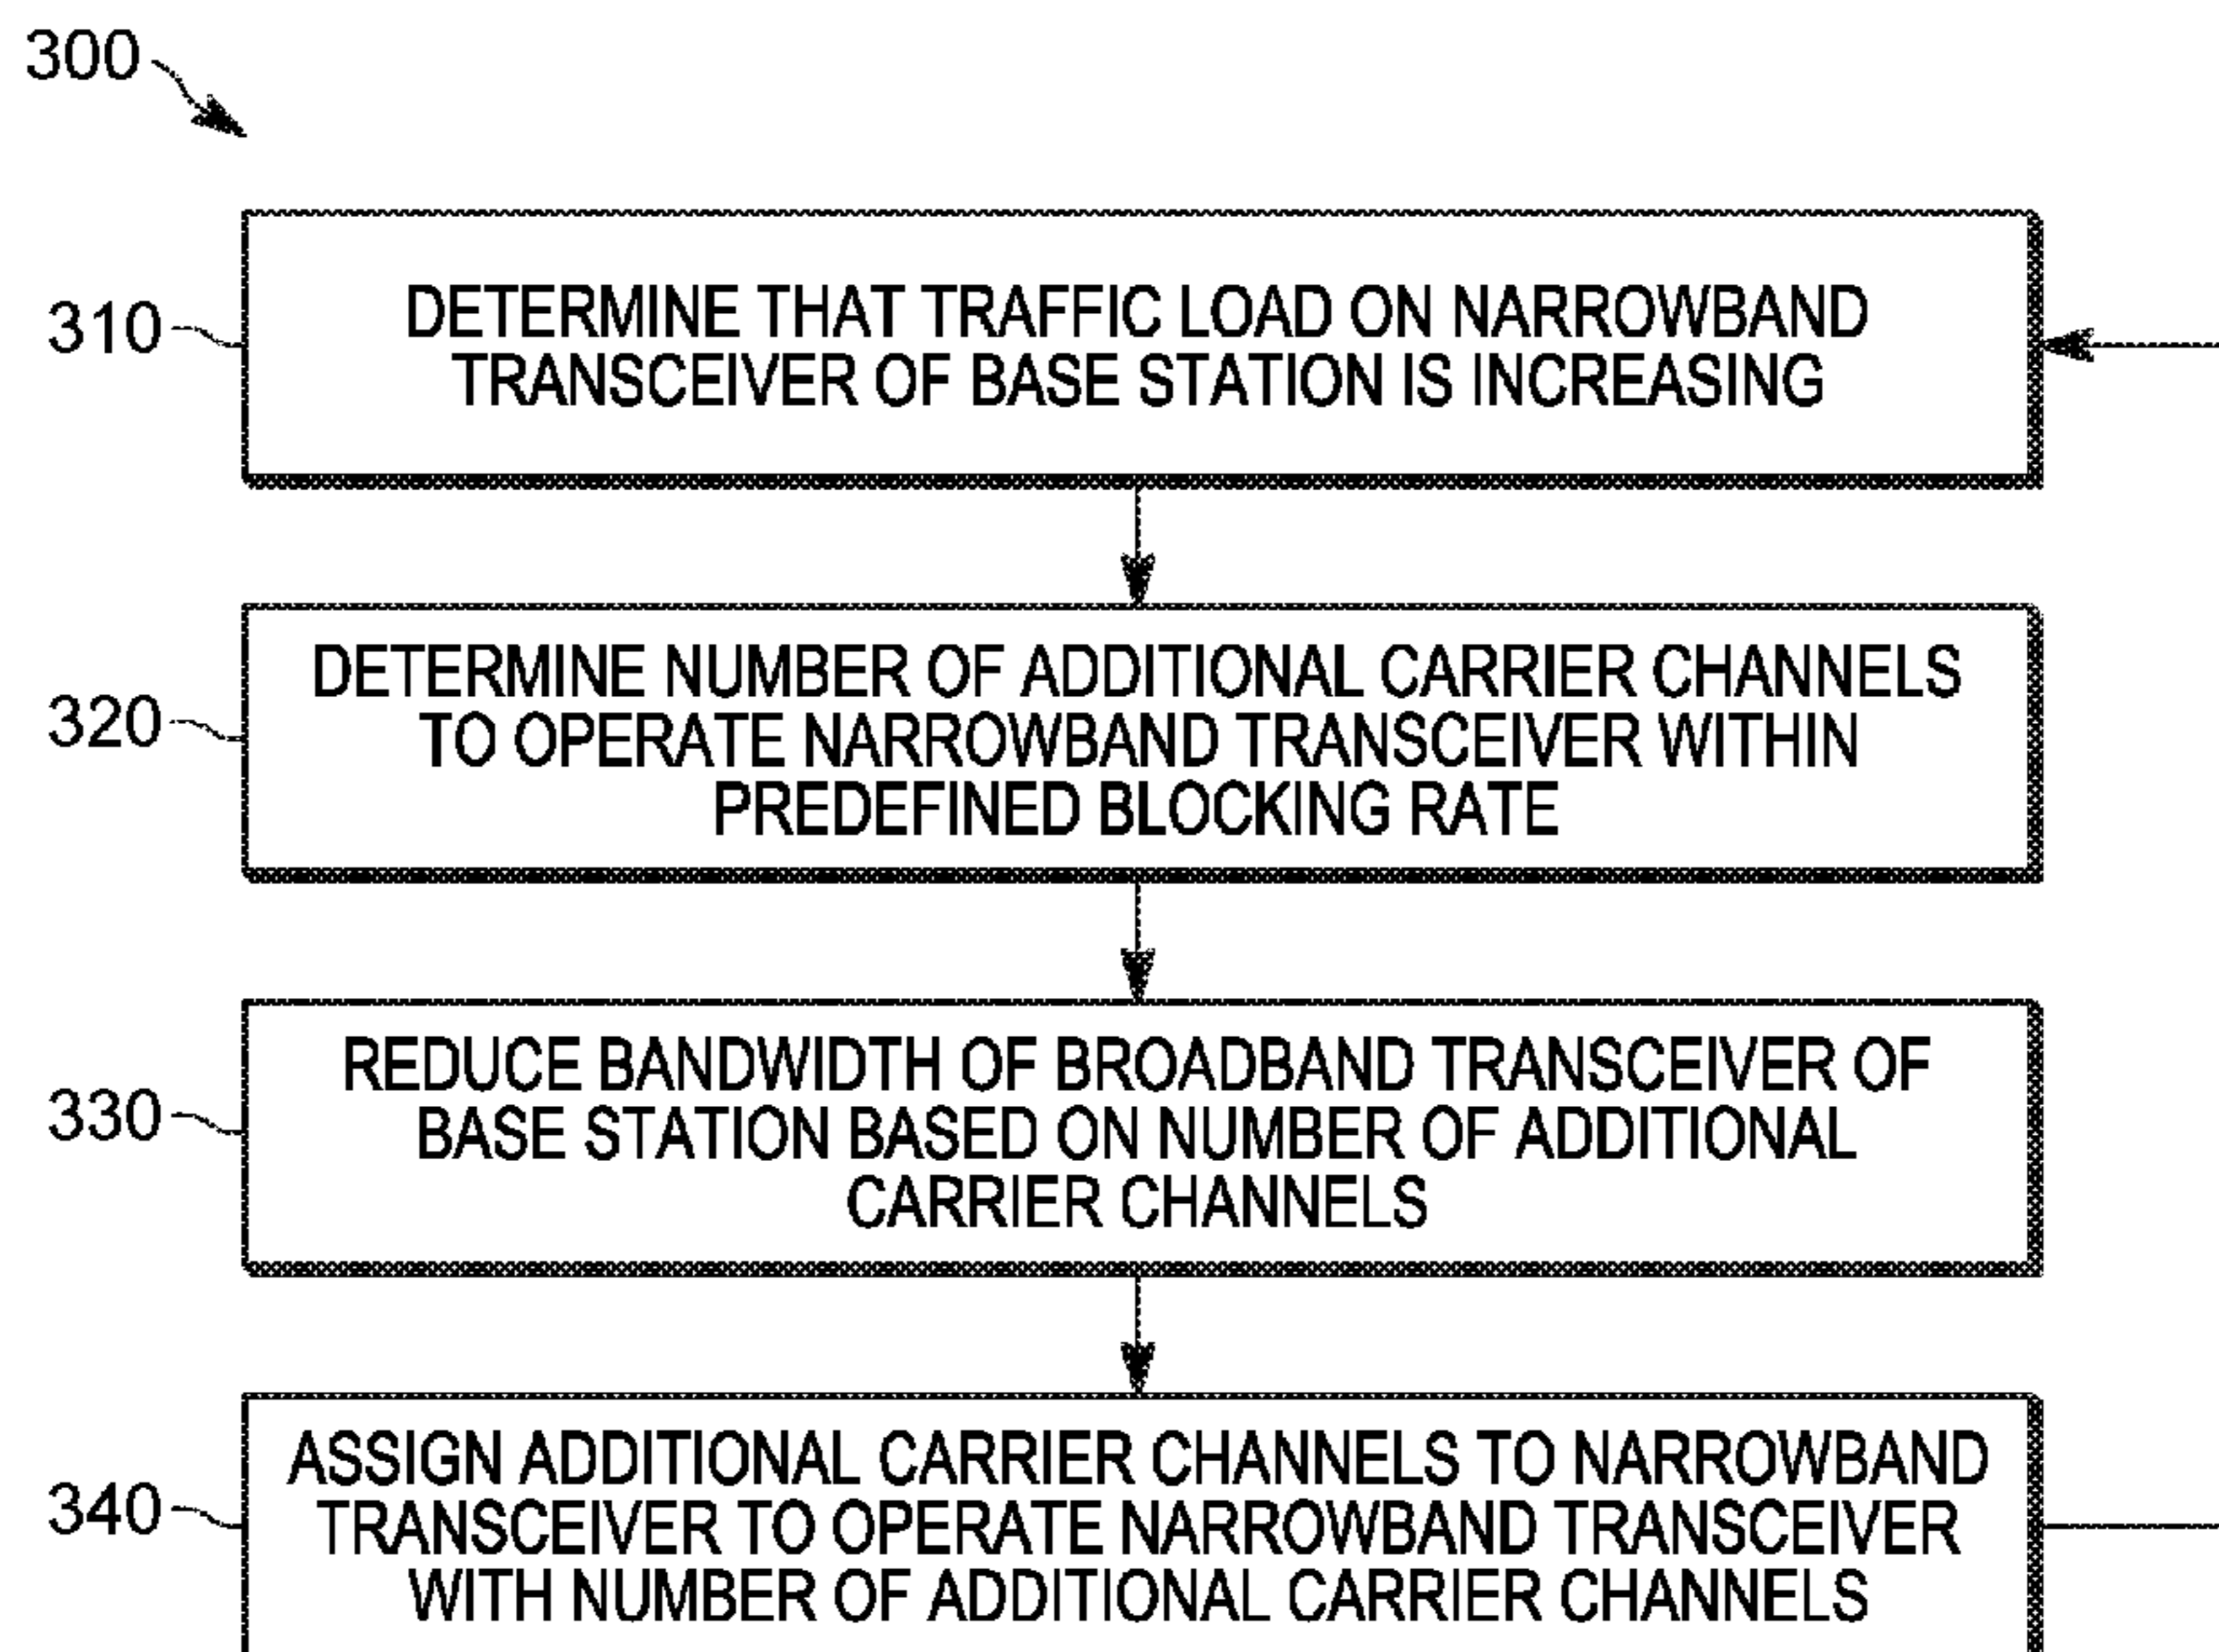 300
310
DETERMINE THAT TRAFFIC LOAD ON NARROWBAND
TRANSCEIVER OF BASE STATION IS INCREASING
320
DETERMINE NUMBER OF ADDITIONAL CARRIER CHANNELS
TO OPERATE NARROWBAND TRANSCEIVER WITHIN
PREDEFINED BLOCKING RATE
330
REDUCE BANDWIDTH OF BROADBAND TRANSCEIVER OF
BASE STATION BASED ON NUMBER OF ADDITIONAL
CARRIER CHANNELS
340
ASSIGN ADDITIONAL CARRIER CHANNELS TO NARROWBAND
TRANSCEIVER TO OPERATE NARROWBAND TRANSCEIVER
WITH NUMBER OF ADDITIONAL CARRIER CHANNELS